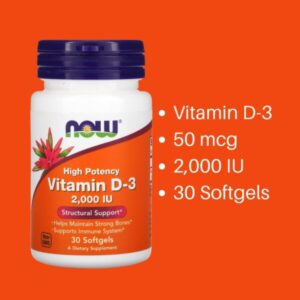 now
High Potency
Vitamin D-3
2,000 IU
Structural Support*
• Helps Maintain Strong Bones*
• Supports Immune System*
30 Softgels
A Dietary Supplement
• Vitamin D-3
• 50 mcg
• 2,000 IU
• 30 Softgels